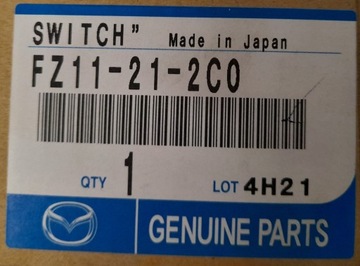 SWITCH” Made in Japan
FZ11-21-2C0
QTY 1 LOT 4H21
GENUINE PARTS